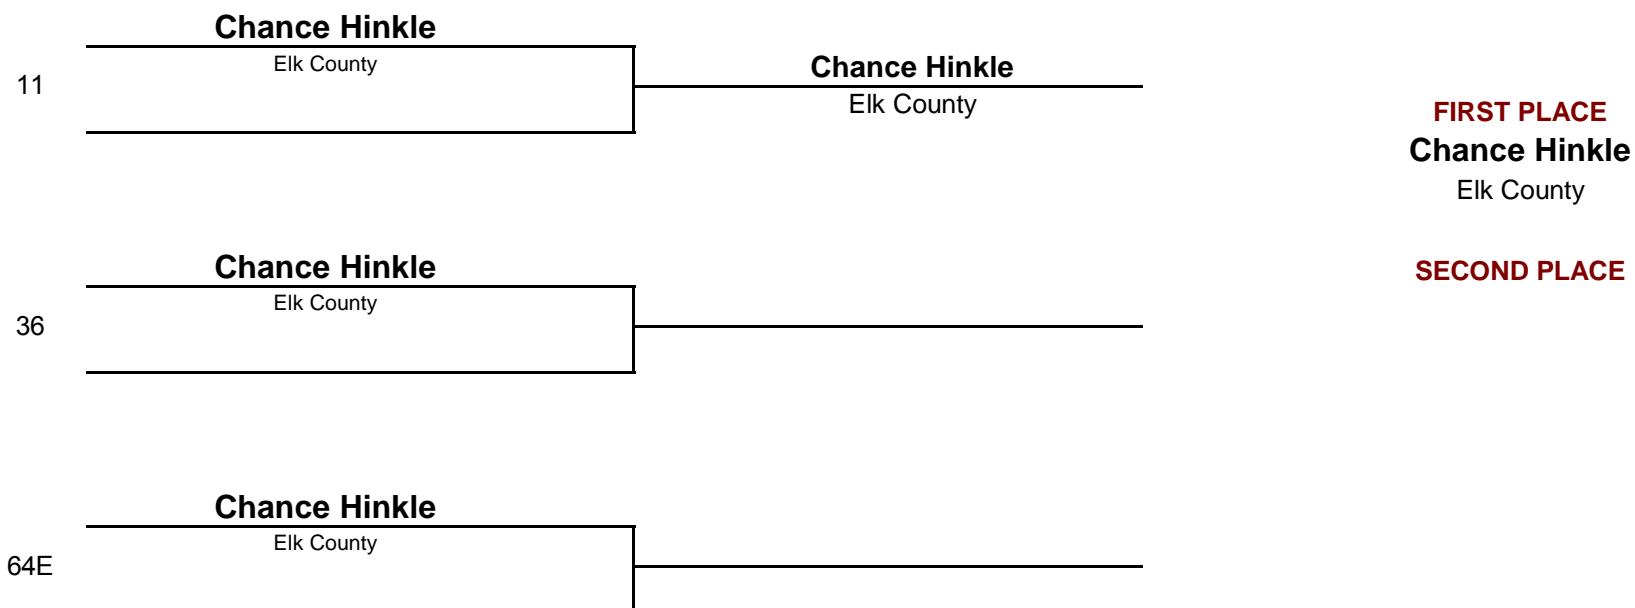 Chance Hinkle
Elk County
11
Chance Hinkle
Elk County
FIRST PLACE
Chance Hinkle
Elk County
Chance Hinkle
Elk County
36
SECOND PLACE
Chance Hinkle
Elk County
64E